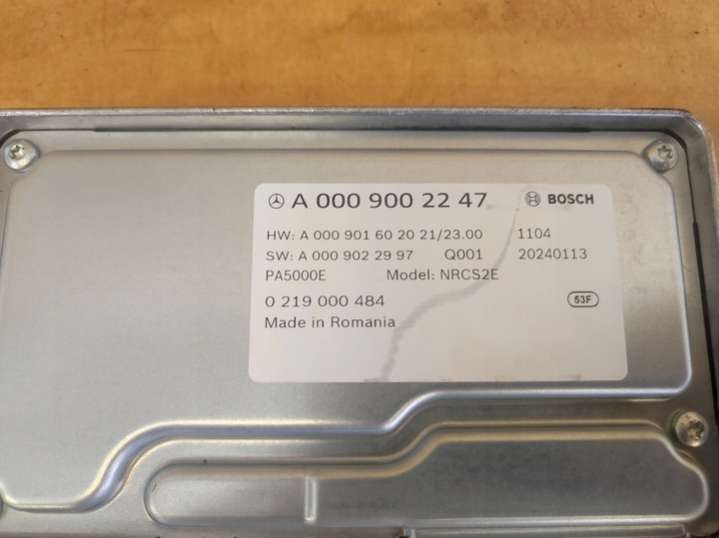 A 000 900 22 47 BOSCH
HW: A 000 901 60 20 21/23.00 1104
SW: A 000 902 29 97 Q001 20240113
PA5000E Model: NRCS2E
0 219 000 484 53F
Made in Romania